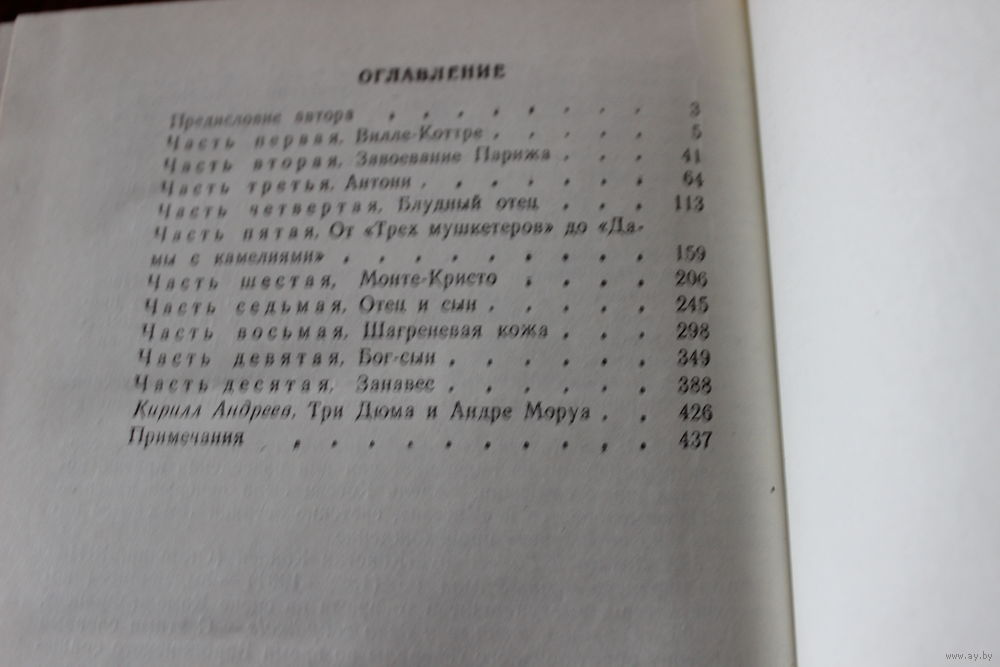 ОГЛАВЛЕНИЕ
Предисловие автора . . . . . . . . 3
Часть первая, Вилле-Коттре . . . . . 5
Часть вторая, Завоевание Парижа . . . 41
Часть третья, Антони . . . . . . . 64
Часть четвертая, Блудный отец . . . 113
Часть пятая, От «Трех мушкетеров» до «Да-
мы с камелиями» . . . . . . . . . 159
Часть шестая, Монте-Кристо . . . . 206
Часть седьмая, Отец и сын . . . . . 245
Часть восьмая, Шагреневая кожа . . . 298
Часть девятая, Бог-сын . . . . . . 349
Часть десятая, Занавес . . . . . . 388
Кирилл Андреев, Три Дюма и Андре Моруа . . 426
Примечания . . . . . . . . . . 437
www.ay.by